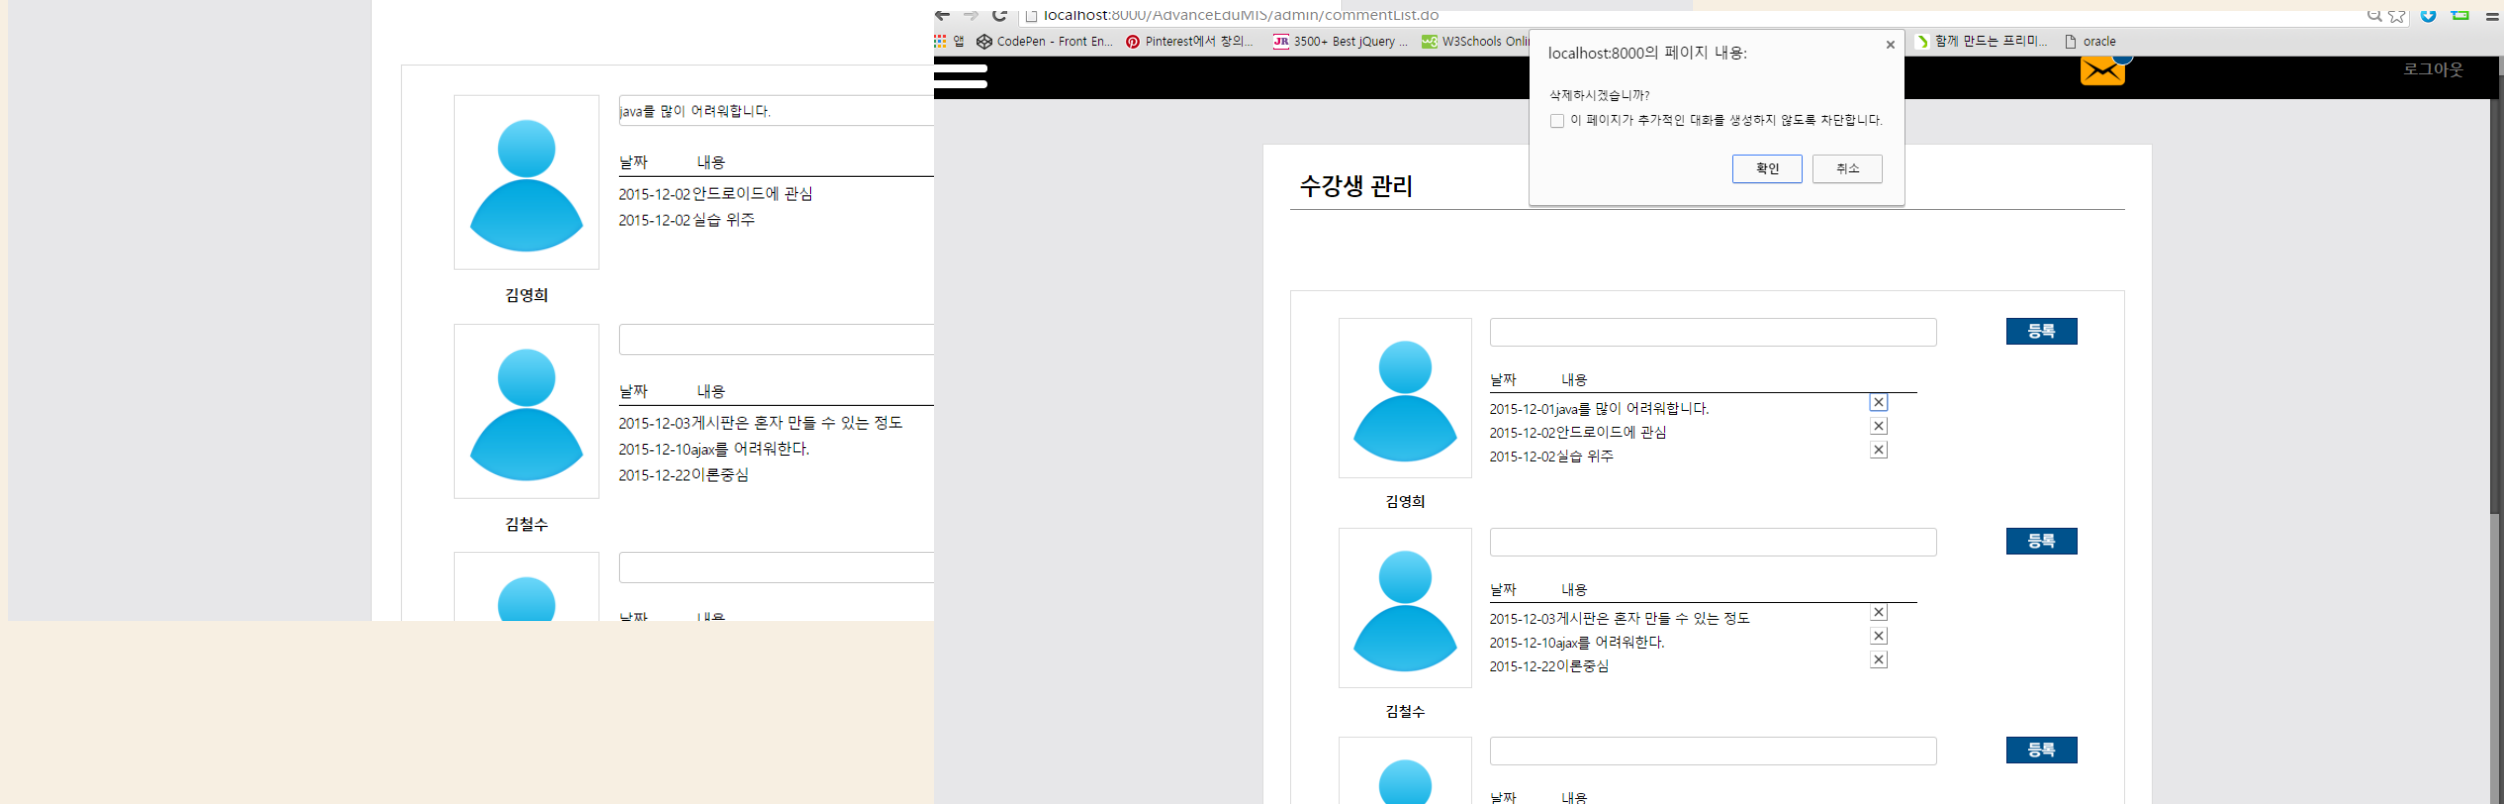 java를 많이 어려워합니다.
날짜 내용
2015-12-02안드로이드에 관심
2015-12-02실습 위주
김영희
날짜 내용
2015-12-03게시판은 혼자 만들 수 있는 정도
2015-12-10ajax를 어려워한다.
2015-12-22이론중심
김철수
날짜 내용
localhost:8000/AdvanceEduMIS/admin/commentList.do
앱 CodePen - Front En... Pinterest에서 창의... JR 3500+ Best jQuery ... w3 W3Schools Onli 함께 만드는 프리미... oracle
localhost:8000의 페이지 내용:
삭제하시겠습니까?
이 페이지가 추가적인 대화를 생성하지 않도록 차단합니다.
확인 취소
로그아웃
수강생 관리
등록
날짜 내용
2015-12-01java를 많이 어려워합니다.
2015-12-02안드로이드에 관심
2015-12-02실습 위주
김영희
등록
날짜 내용
2015-12-03게시판은 혼자 만들 수 있는 정도
2015-12-10ajax를 어려워한다.
2015-12-22이론중심
김철수
등록
날짜 내용